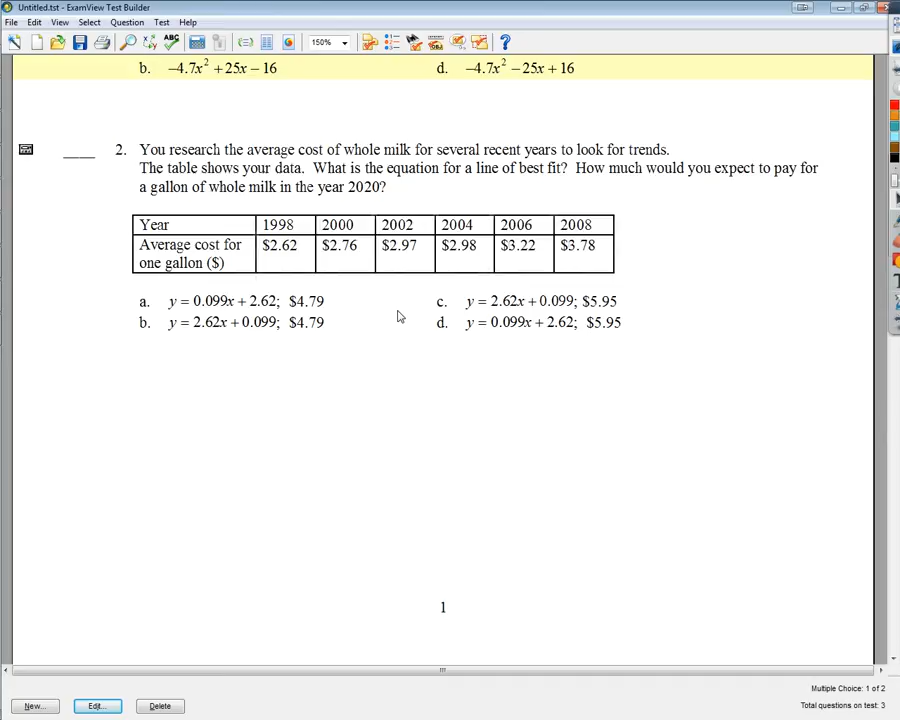 Untitled.tst - ExamView Test Builder
File Edit View Select Question Test Help
ABC 150%
b. −4.7x² + 25x − 16 d. −4.7x² − 25x + 16
____ 2. You research the average cost of whole milk for several recent years to look for trends.
The table shows your data. What is the equation for a line of best fit? How much would you expect to pay for
a gallon of whole milk in the year 2020?
Year 1998 2000 2002 2004 2006 2008
Average cost for $2.62 $2.76 $2.97 $2.98 $3.22 $3.78
one gallon ($)
a. y = 0.099x + 2.62; $4.79 c. y = 2.62x + 0.099; $5.95
b. y = 2.62x + 0.099; $4.79 d. y = 0.099x + 2.62; $5.95
1
Multiple Choice: 1 of 2
New... Edit... Delete Total questions on test: 3